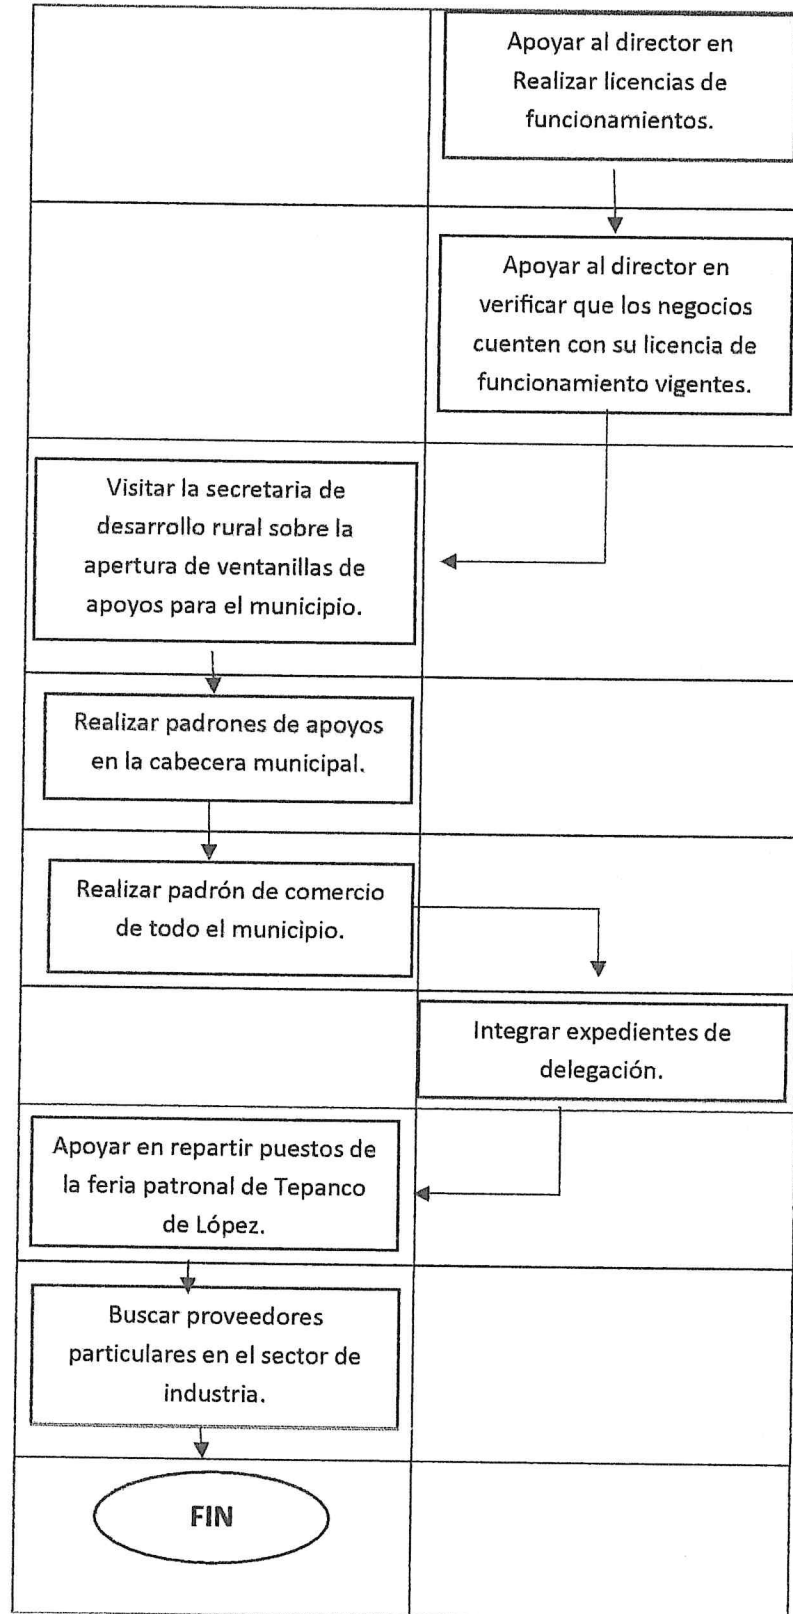 Apoyar al director en
Realizar licencias de
funcionamientos.
Apoyar al director en
verificar que los negocios
cuenten con su licencia de
funcionamiento vigentes.
Visitar la secretaria de
desarrollo rural sobre la
apertura de ventanillas de
apoyos para el municipio.
Realizar padrones de apoyos
en la cabecera municipal.
Realizar padrón de comercio
de todo el municipio.
Integrar expedientes de
delegación.
Apoyar en repartir puestos de
la feria patronal de Tepanco
de López.
Buscar proveedores
particulares en el sector de
industria.
FIN